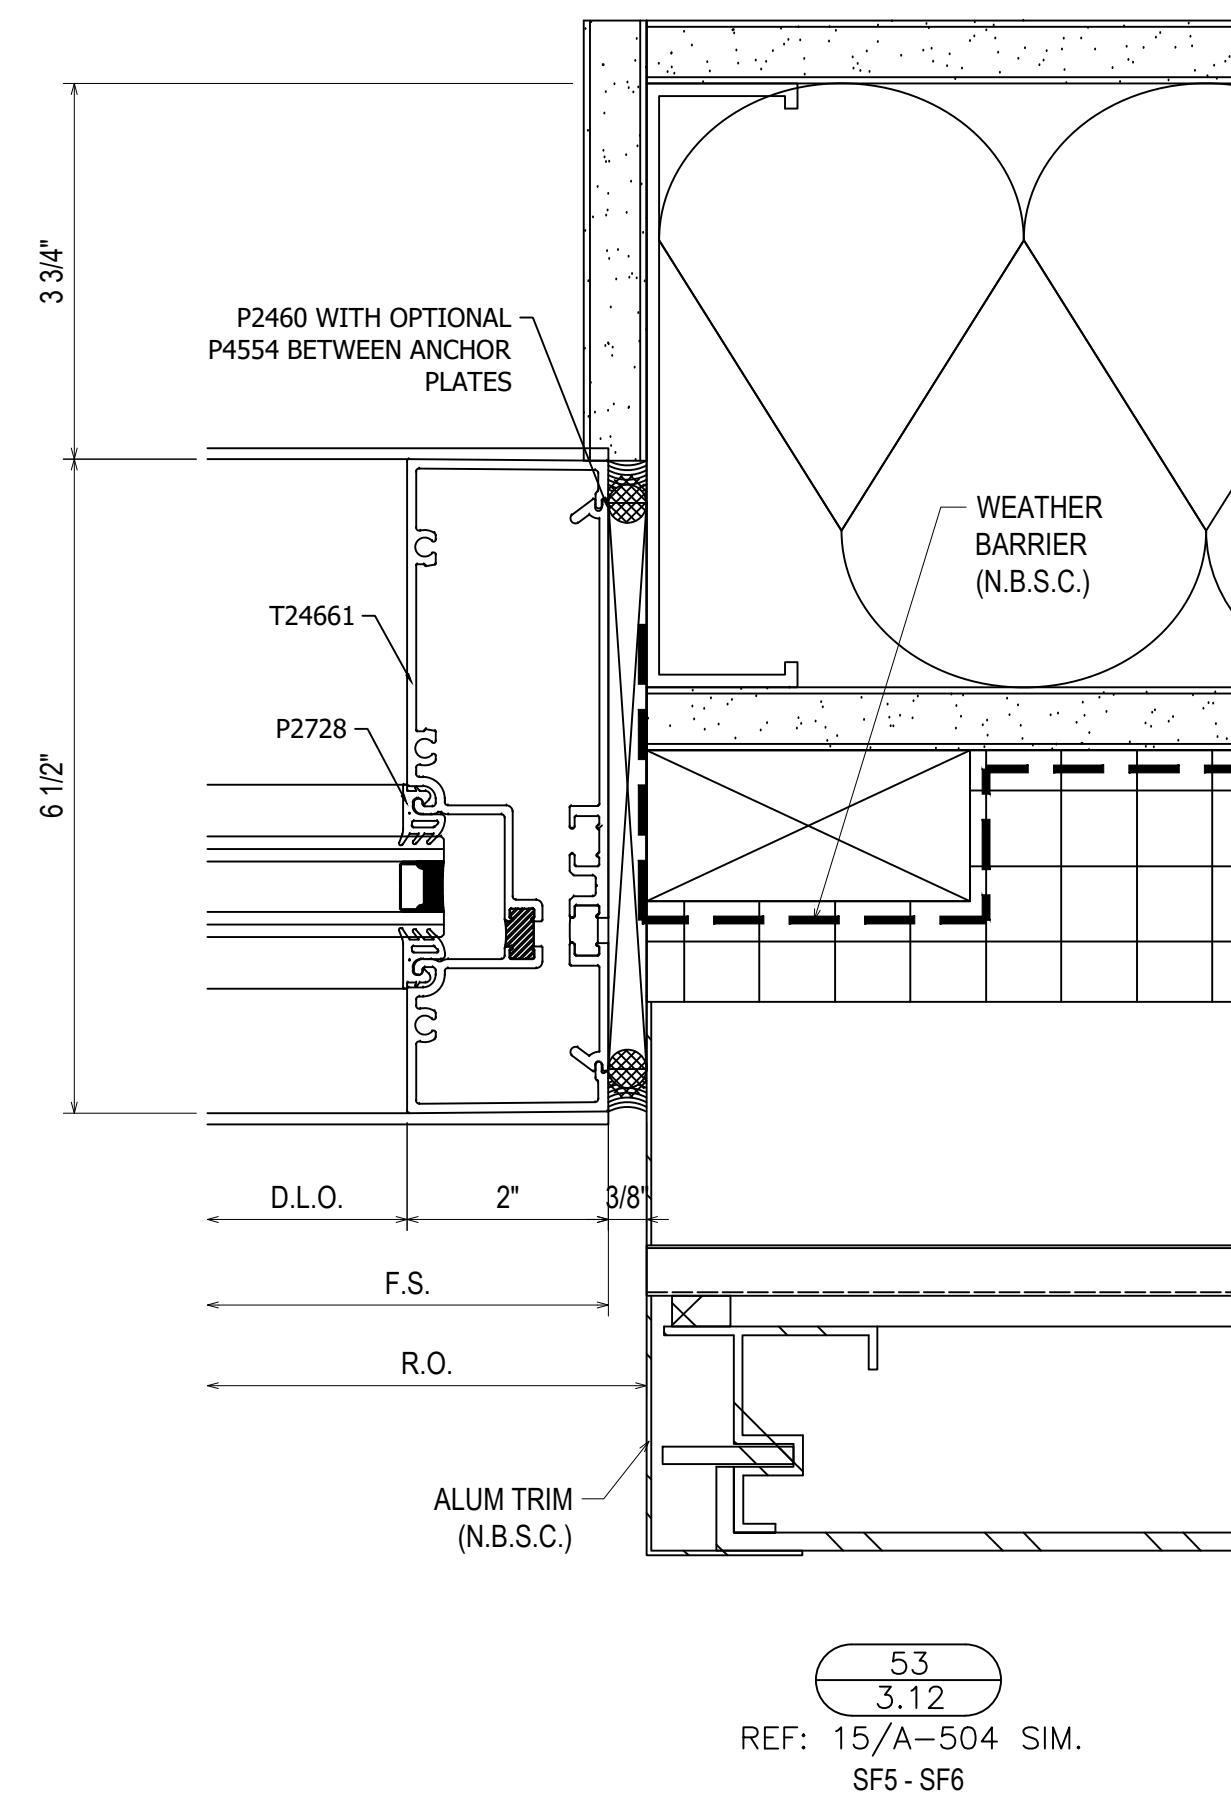 3 3/4"
P2460 WITH OPTIONAL
P4554 BETWEEN ANCHOR
PLATES
WEATHER
BARRIER
(N.B.S.C.)
T24661
P2728
6 1/2"
D.L.O.
2"
3/8"
F.S.
R.O.
ALUM TRIM
(N.B.S.C.)
53
3.12
REF: 15/A-504 SIM.
SF5 - SF6